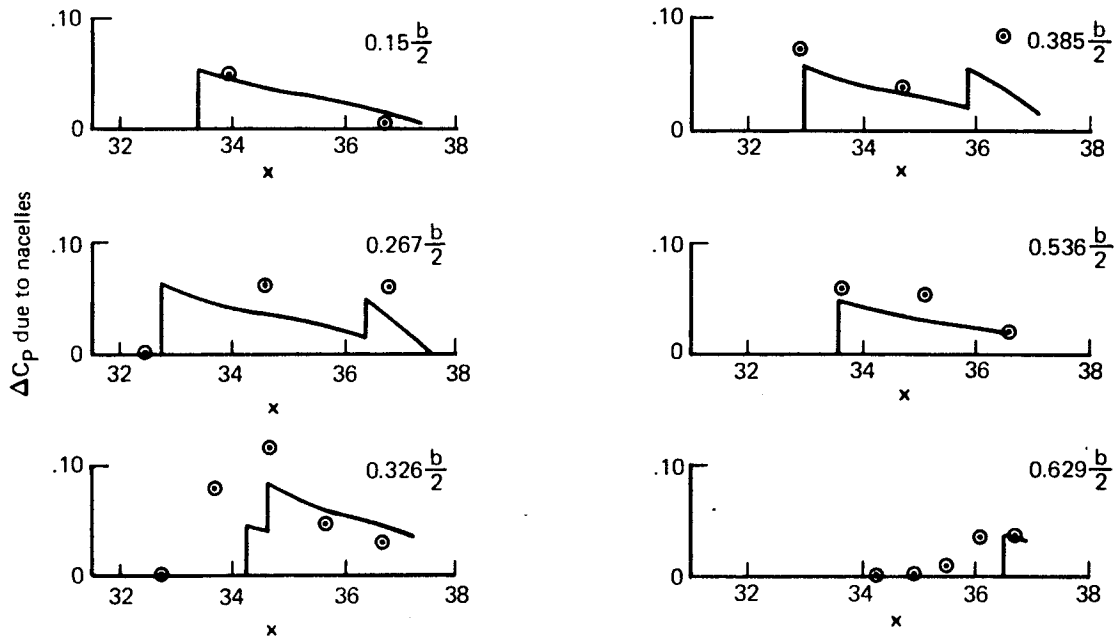 ΔCp due to nacelles
.10
0
0.15 b/2
32 34 36 38
x
.10
0
0.267 b/2
32 34 36 38
x
.10
0
0.326 b/2
32 34 36 38
x
.10
0
0.385 b/2
32 34 36 38
x
.10
0
0.536 b/2
32 34 36 38
x
.10
0
0.629 b/2
32 34 36 38
x